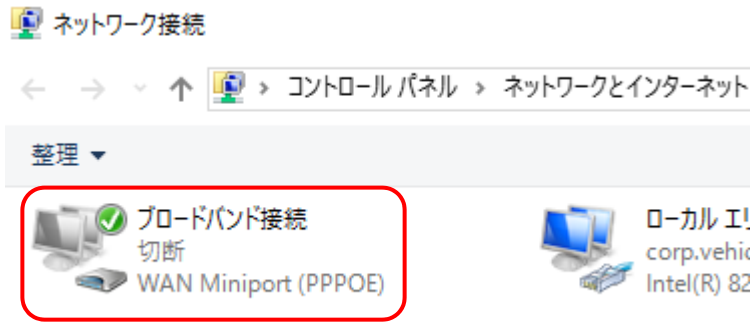 ネットワーク接続
コントロール パネル > ネットワークとインターネット
整理
ブロードバンド接続
切断
WAN Miniport (PPPOE)
ローカル エリ
corp.vehic
Intel(R) 82